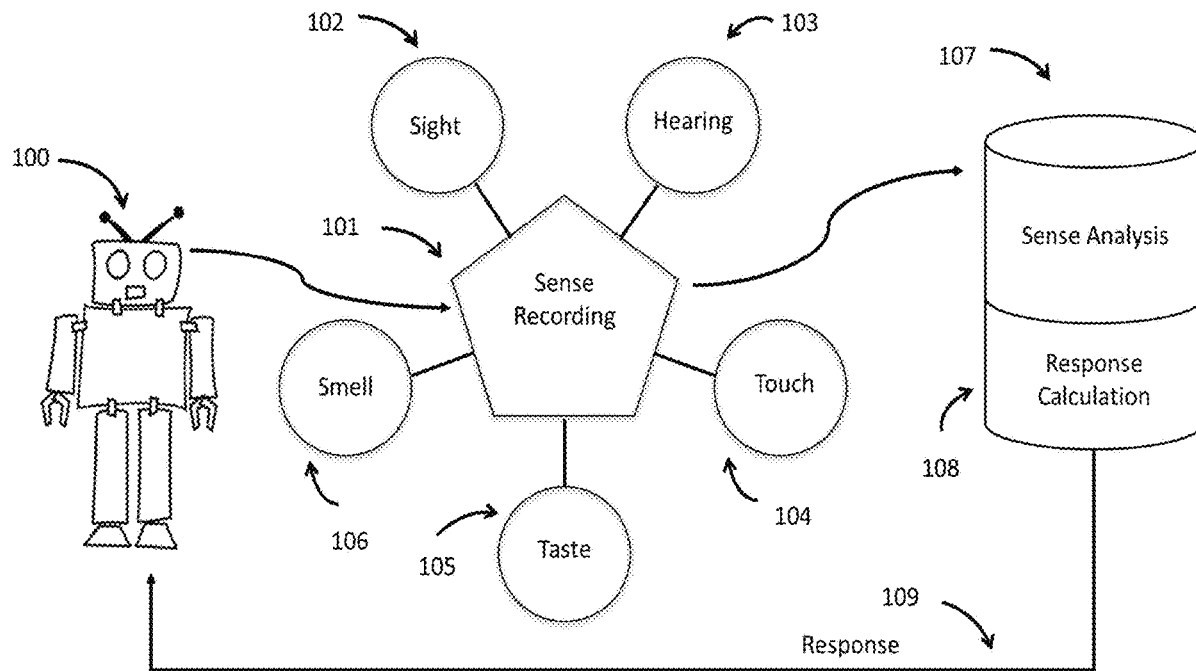 102
103
107
Sight
Hearing
100
101
Sense Analysis
Sense
Recording
Smell
Touch
Response
Calculation
108
106
105
104
Taste
109
Response